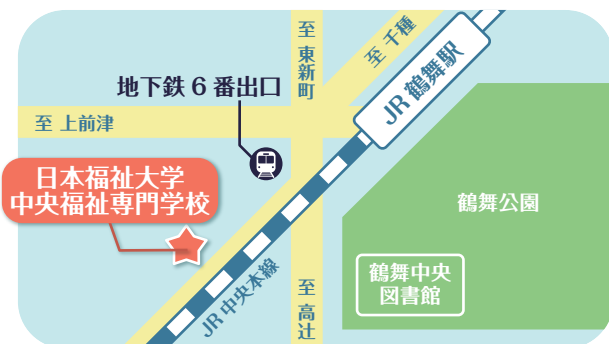 至 東新町
至 千種
JR 鶴舞駅
地下鉄 6 番出口
至 上前津
日本福祉大学
中央福祉専門学校
鶴舞公園
鶴舞中央
図書館
JR 中央本線
至 高辻